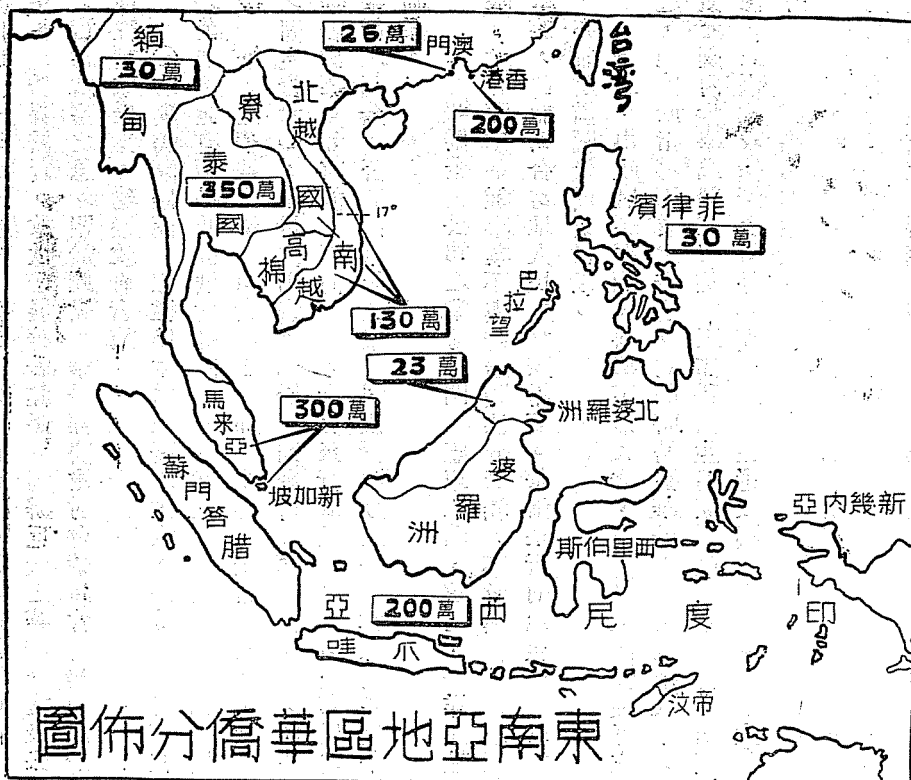 東南亞地區華僑分佈圖
緬甸
30萬
寮國
北越
泰國
350萬
高棉
南越
17°
130萬
澳門
26萬
香港
200萬
台灣
菲律賓
30萬
巴拉望
23萬
北婆羅洲
馬来亞
300萬
新加坡
蘇門答腊
婆羅洲
西里伯斯
新幾內亞
印度尼西亞
200萬
爪哇
帝汶